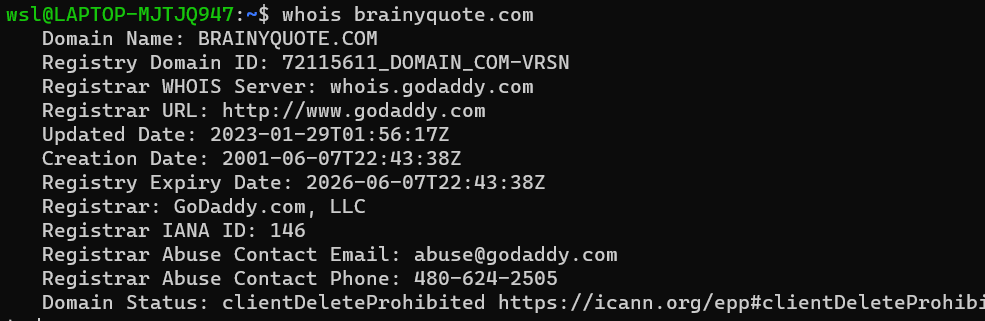 wsl@LAPTOP-MJTJQ947:~$ whois brainyquote.com
Domain Name: BRAINYQUOTE.COM
Registry Domain ID: 72115611_DOMAIN_COM-VRSN
Registrar WHOIS Server: whois.godaddy.com
Registrar URL: http://www.godaddy.com
Updated Date: 2023-01-29T01:56:17Z
Creation Date: 2001-06-07T22:43:38Z
Registry Expiry Date: 2026-06-07T22:43:38Z
Registrar: GoDaddy.com, LLC
Registrar IANA ID: 146
Registrar Abuse Contact Email: abuse@godaddy.com
Registrar Abuse Contact Phone: 480-624-2505
Domain Status: clientDeleteProhibited https://icann.org/epp#clientDeleteProhibi